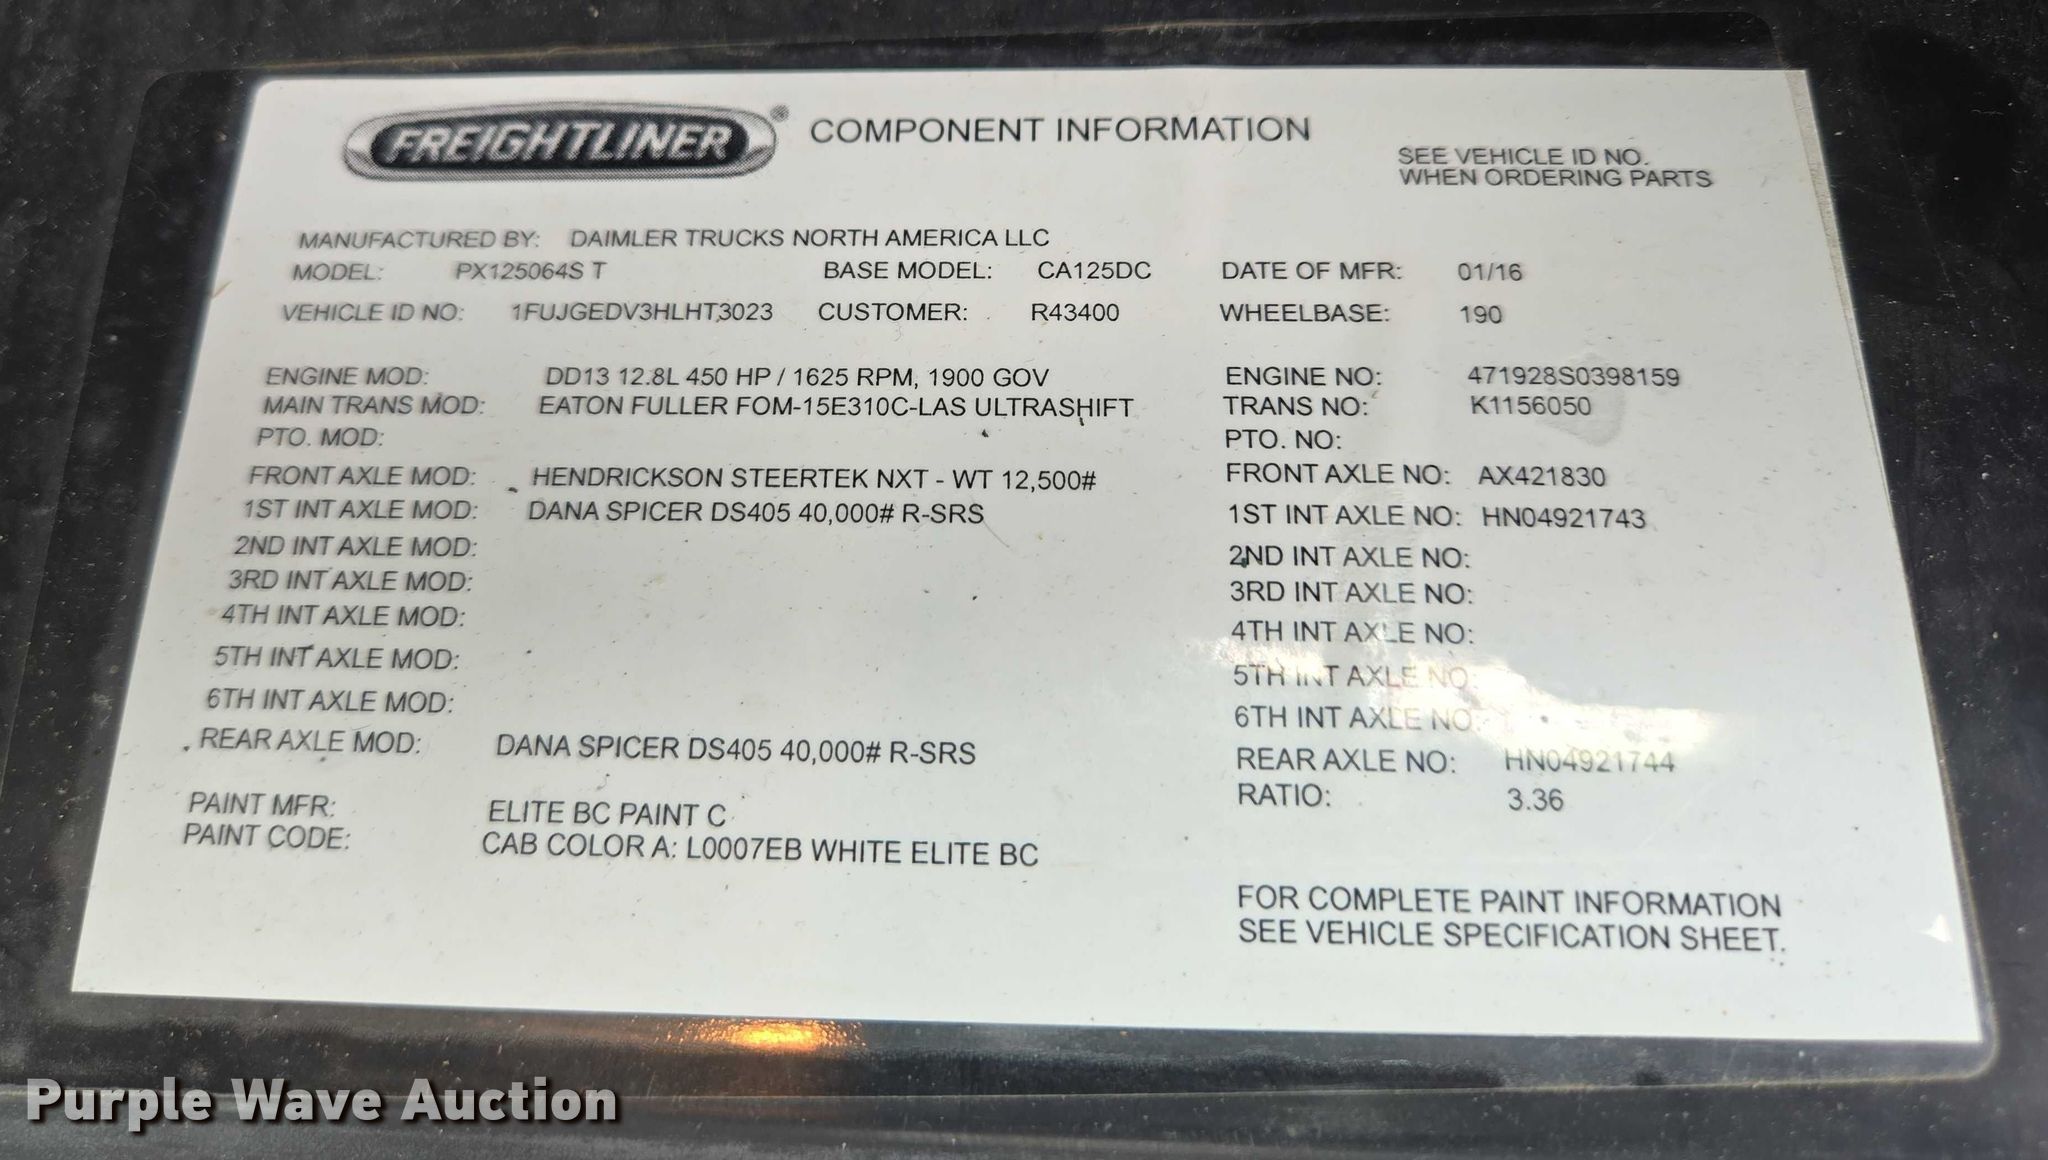 FREIGHTLINER ® COMPONENT INFORMATION
SEE VEHICLE ID NO.
WHEN ORDERING PARTS
MANUFACTURED BY: DAIMLER TRUCKS NORTH AMERICA LLC
MODEL: PX125064S T BASE MODEL: CA125DC DATE OF MFR: 01/16
VEHICLE ID NO: 1FUJGEDV3HLHT3023 CUSTOMER: R43400 WHEELBASE: 190
ENGINE MOD: DD13 12.8L 450 HP / 1625 RPM, 1900 GOV ENGINE NO: 471928S0398159
MAIN TRANS MOD: EATON FULLER FOM-15E310C-LAS ULTRASHIFT TRANS NO: K1156050
PTO. MOD: PTO. NO:
FRONT AXLE MOD: HENDRICKSON STEERTEK NXT - WT 12,500# FRONT AXLE NO: AX421830
1ST INT AXLE MOD: DANA SPICER DS405 40,000# R-SRS 1ST INT AXLE NO: HN04921743
2ND INT AXLE MOD: 2ND INT AXLE NO:
3RD INT AXLE MOD: 3RD INT AXLE NO:
4TH INT AXLE MOD: 4TH INT AXLE NO:
5TH INT AXLE MOD: 5TH INT AXLE NO:
6TH INT AXLE MOD: 6TH INT AXLE NO:
REAR AXLE MOD: DANA SPICER DS405 40,000# R-SRS REAR AXLE NO: HN04921744
RATIO: 3.36
PAINT MFR: ELITE BC PAINT C
PAINT CODE: CAB COLOR A: L0007EB WHITE ELITE BC
FOR COMPLETE PAINT INFORMATION
SEE VEHICLE SPECIFICATION SHEET.
Purple Wave Auction